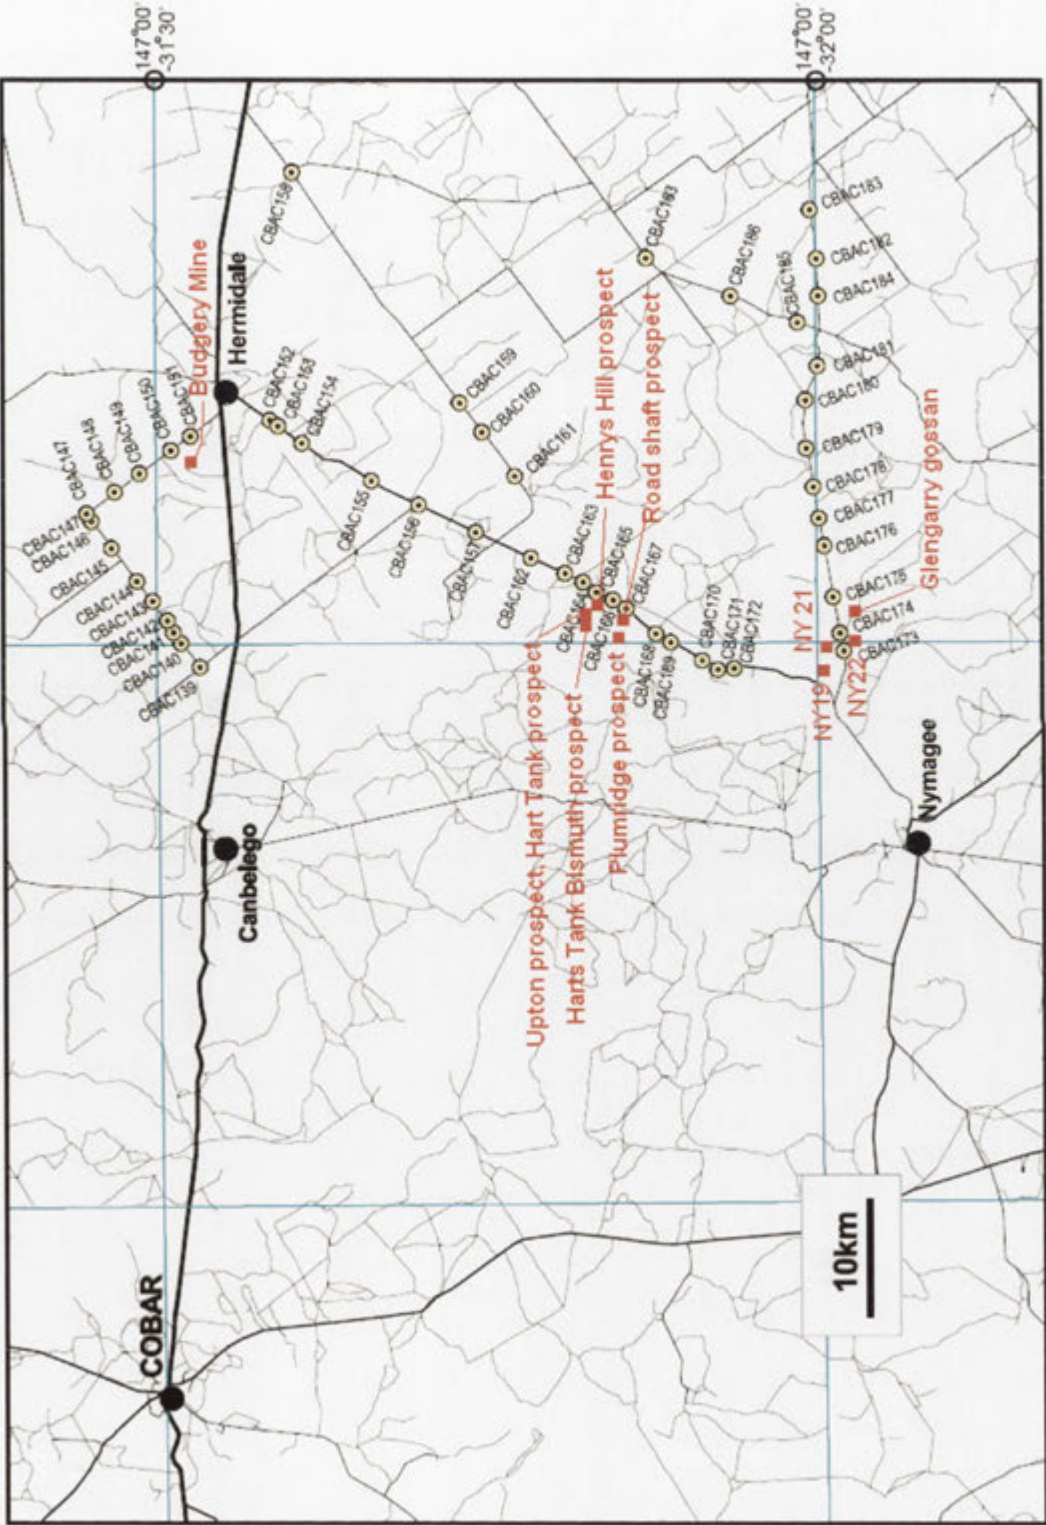 147°00'
-31°30'
147°00'
-32°00'
COBAR
Canbelego
Hermidale
Nymagee
10km
Budgery Mine
Henrys Hill prospect
Road shaft prospect
Upton prospect, Hart Tank prospect
Harts Tank Bismuth prospect
Plumridge prospect
Glengarry gossan
NY19
NY 21
NY22
CBAC139
CBAC140
CBAC141
CBAC142
CBAC143
CBAC144
CBAC145
CBAC146
CBAC147
CBAC147
CBAC148
CBAC149
CBAC150
CBAC151
CBAC152
CBAC153
CBAC154
CBAC155
CBAC156
CBAC157
CBAC158
CBAC159
CBAC160
CBAC161
CBAC162
CBAC163
CBAC165
CBAC166
CBAC167
CBAC168
CBAC169
CBAC170
CBAC171
CBAC172
CBAC173
CBAC174
CBAC175
CBAC176
CBAC177
CBAC178
CBAC179
CBAC180
CBAC181
CBAC184
CBAC182
CBAC183
CBAC185
CBAC186
CBAC183